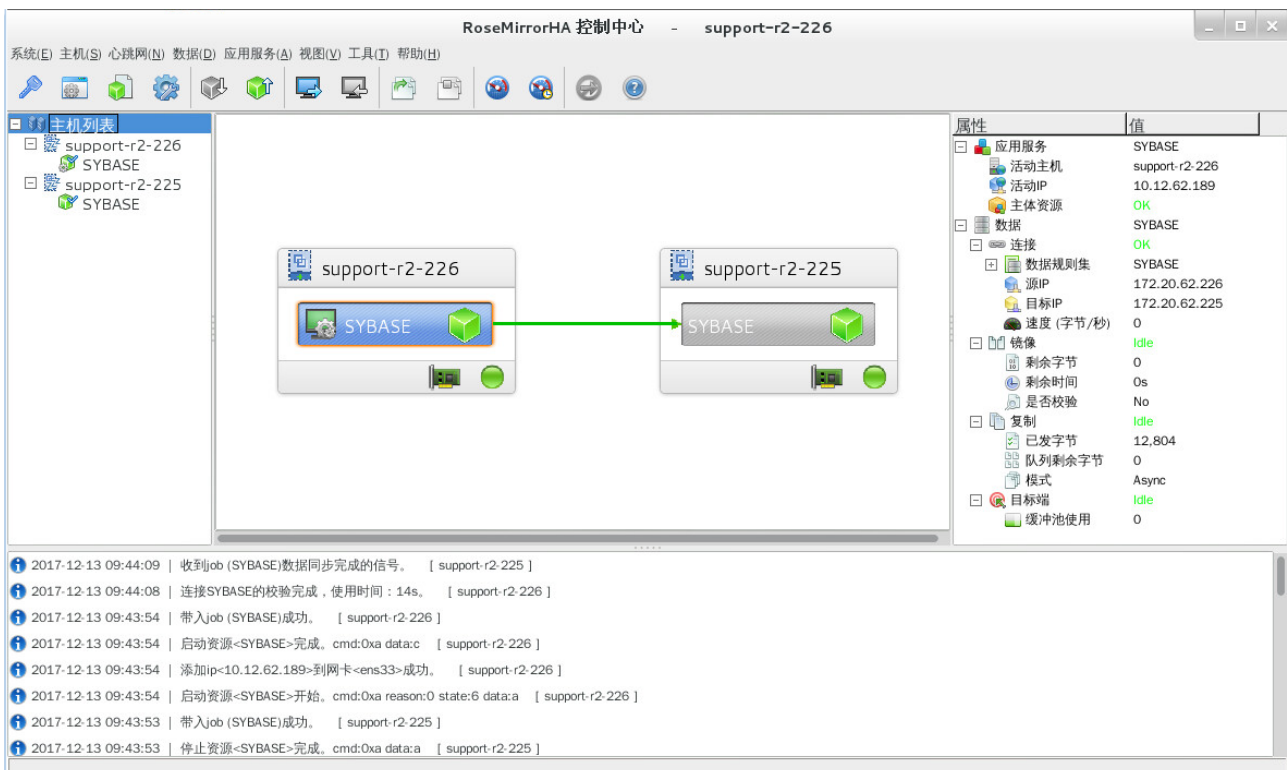 RoseMirrorHA 控制中心 - support-r2-226
系统(E) 主机(S) 心跳网(N) 数据(D) 应用服务(A) 视图(V) 工具(T) 帮助(H)
主机列表
support-r2-226
SYBASE
support-r2-225
SYBASE
support-r2-226
SYBASE
support-r2-225
SYBASE
属性 值
应用服务 SYBASE
活动主机 support-r2-226
活动IP 10.12.62.189
主体资源 OK
数据 SYBASE
连接 OK
数据规则集 SYBASE
源IP 172.20.62.226
目标IP 172.20.62.225
速度 (字节/秒) 0
镜像 Idle
剩余字节 0
剩余时间 0s
是否校验 No
复制 Idle
已发字节 12,804
队列剩余字节 0
模式 Async
目标端 Idle
缓冲池使用 0
2017-12-13 09:44:09 | 收到job (SYBASE)数据同步完成的信号。 [ support-r2-225 ]
2017-12-13 09:44:08 | 连接SYBASE的校验完成，使用时间：14s。 [ support-r2-226 ]
2017-12-13 09:43:54 | 带入job (SYBASE)成功。 [ support-r2-226 ]
2017-12-13 09:43:54 | 启动资源<SYBASE>完成。cmd:0xa data:c [ support-r2-226 ]
2017-12-13 09:43:54 | 添加ip<10.12.62.189>到网卡<ens33>成功。 [ support-r2-226 ]
2017-12-13 09:43:54 | 启动资源<SYBASE>开始。cmd:0xa reason:0 state:6 data:a [ support-r2-226 ]
2017-12-13 09:43:53 | 带入job (SYBASE)成功。 [ support-r2-225 ]
2017-12-13 09:43:53 | 停止资源<SYBASE>完成。cmd:0xa data:a [ support-r2-225 ]